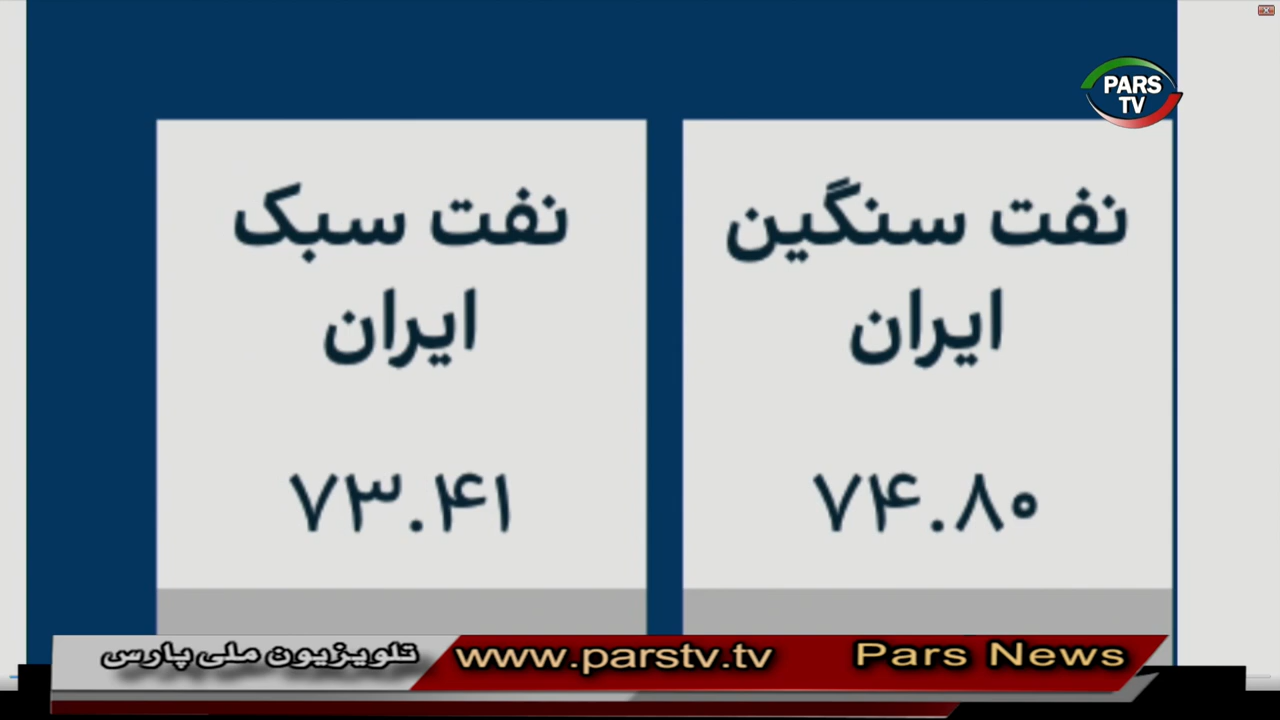 PARS
TV
نفت سنگین
ایران
۷۴.۸۰
نفت سبک
ایران
۷۳.۴۱
تلویزیون ملی پارس
www.parstv.tv
Pars News